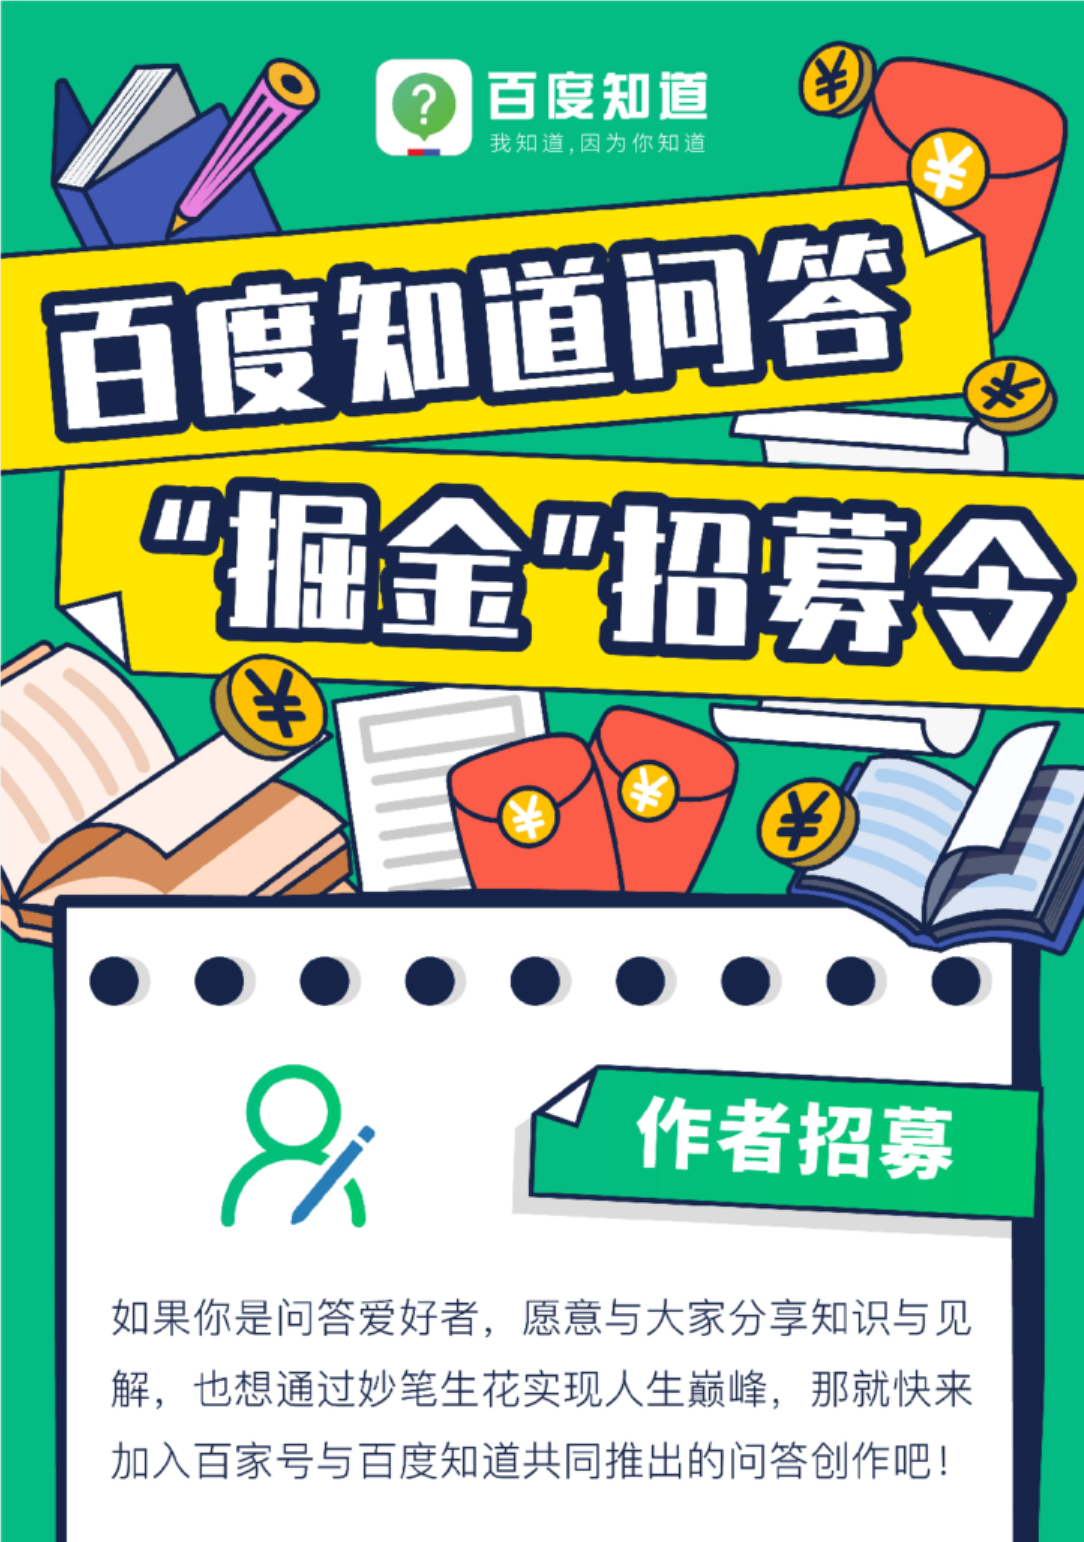 百度知道
我知道,因为你知道
百度知道问答
"掘金"招募令
作者招募
如果你是问答爱好者，愿意与大家分享知识与见
解，也想通过妙笔生花实现人生巅峰，那就快来
加入百家号与百度知道共同推出的问答创作吧！